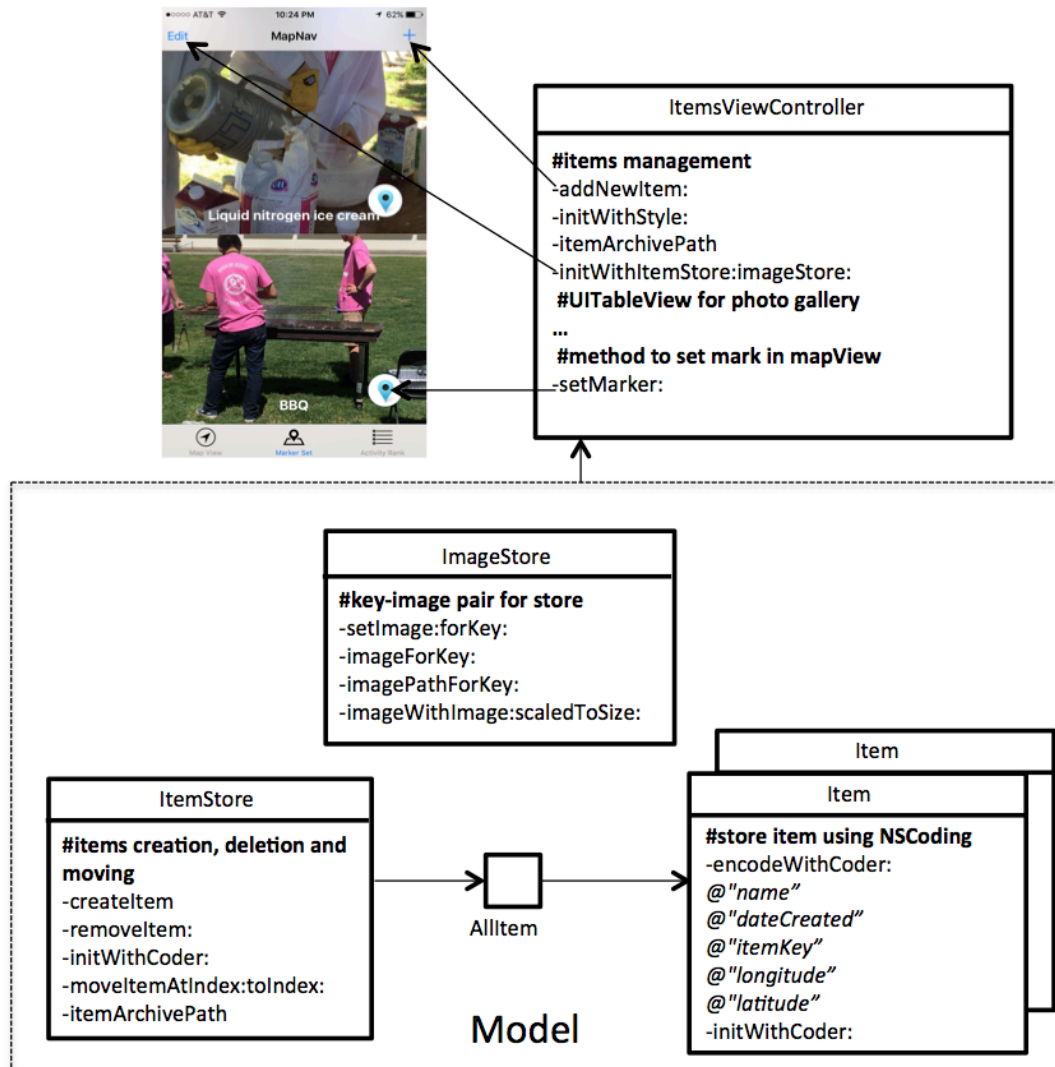 ●○○○○ AT&T 10:24 PM 62%
Edit MapNav +
Liquid nitrogen ice cream
BBQ
Map View Marker Set Activity Rank
ItemsViewController
#items management
-addNewItem:
-initWithStyle:
-itemArchivePath
-initWithItemStore:imageStore:
#UITableView for photo gallery
...
#method to set mark in mapView
-setMarker:
ImageStore
#key-image pair for store
-setImage:forKey:
-imageForKey:
-imagePathForKey:
-imageWithImage:scaledToSize:
ItemStore
#items creation, deletion and
moving
-createItem
-removeItem:
-initWithCoder:
-moveItemAtIndex:toIndex:
-itemArchivePath
AllItem
Item
Item
#store item using NSCoding
-encodeWithCoder:
@"name”
@"dateCreated”
@"itemKey”
@"longitude”
@"latitude”
-initWithCoder:
Model